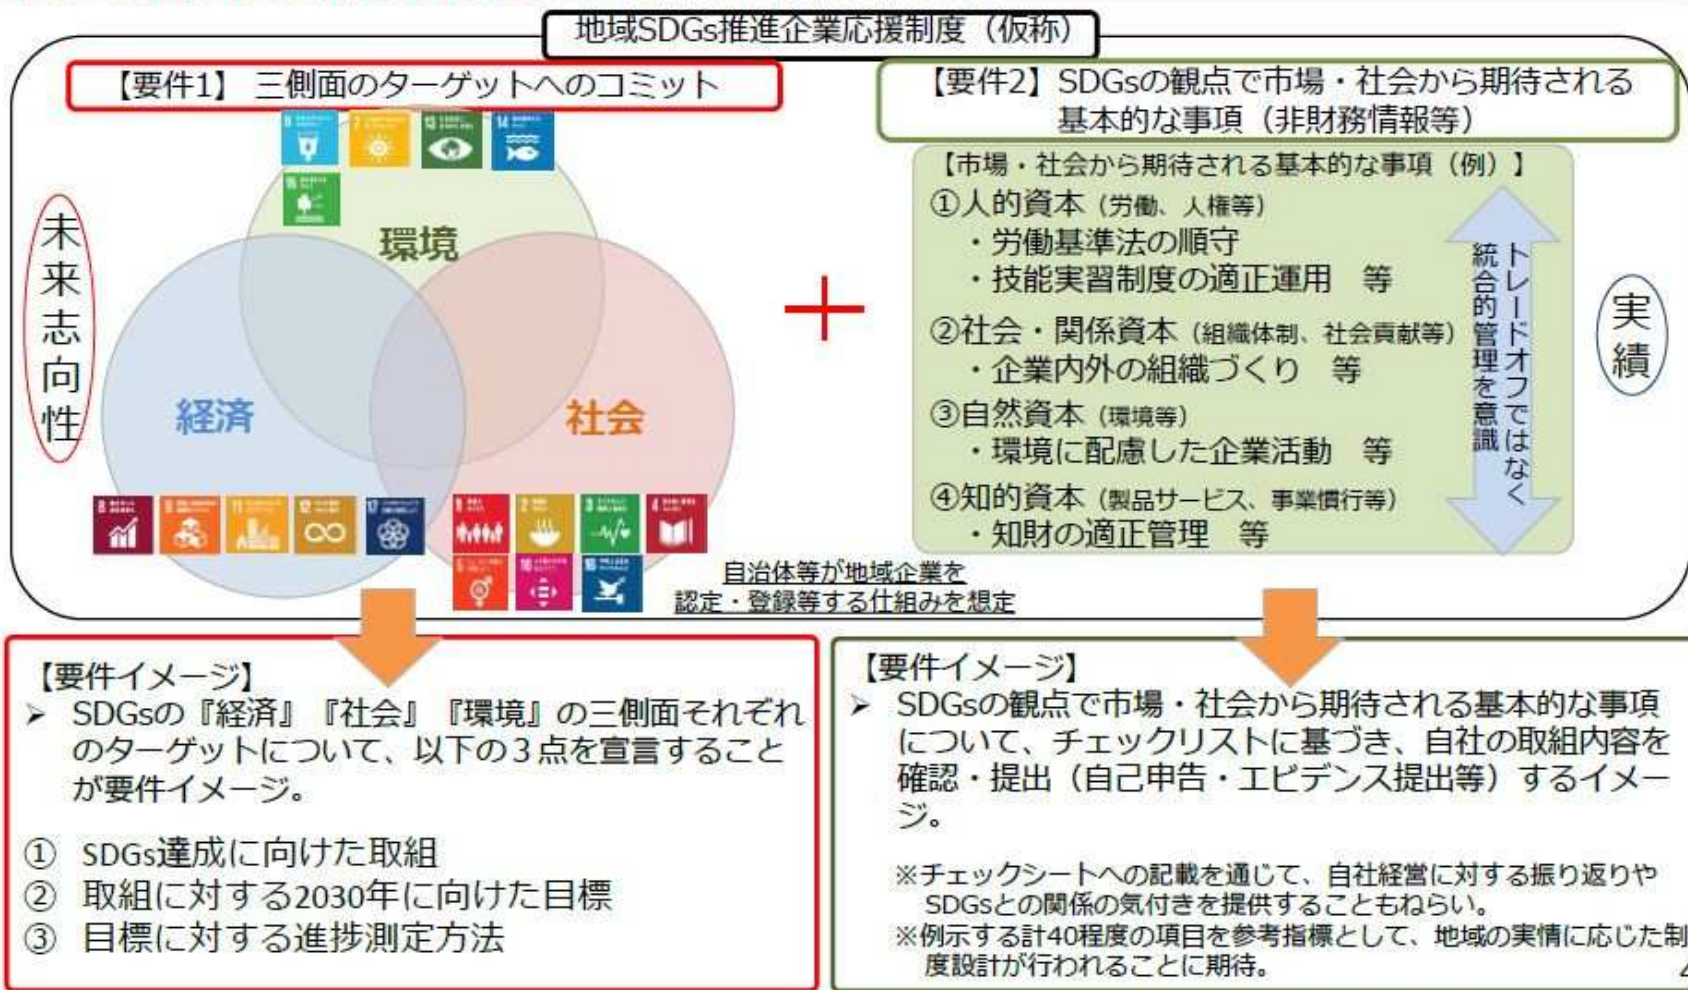 地域SDGs推進企業応援制度（仮称）
【要件1】 三側面のターゲットへのコミット
未来志向性
環境
経済
社会
7
13
14
15
8
11
12
17
2
3
4
5
10
16
＋
【要件2】SDGsの観点で市場・社会から期待される
基本的な事項（非財務情報等）
【市場・社会から期待される基本的な事項（例）】
①人的資本（労働、人権等）
・労働基準法の順守
・技能実習制度の適正運用　等
②社会・関係資本（組織体制、社会貢献等）
・企業内外の組織づくり　等
③自然資本（環境等）
・環境に配慮した企業活動　等
④知的資本（製品サービス、事業慣行等）
・知財の適正管理　等
トレードオフではなく
統合的管理を意識
実績
自治体等が地域企業を
認定・登録等する仕組みを想定
【要件イメージ】
➢ SDGsの『経済』『社会』『環境』の三側面それぞれ
のターゲットについて、以下の３点を宣言すること
が要件イメージ。
① SDGs達成に向けた取組
② 取組に対する2030年に向けた目標
③ 目標に対する進捗測定方法
【要件イメージ】
➢ SDGsの観点で市場・社会から期待される基本的な事項
について、チェックリストに基づき、自社の取組内容を
確認・提出（自己申告・エビデンス提出等）するイメー
ジ。
※チェックシートへの記載を通じて、自社経営に対する振り返りや
SDGsとの関係の気付きを提供することもねらい。
※例示する計40程度の項目を参考指標として、地域の実情に応じた制
度設計が行われることに期待。